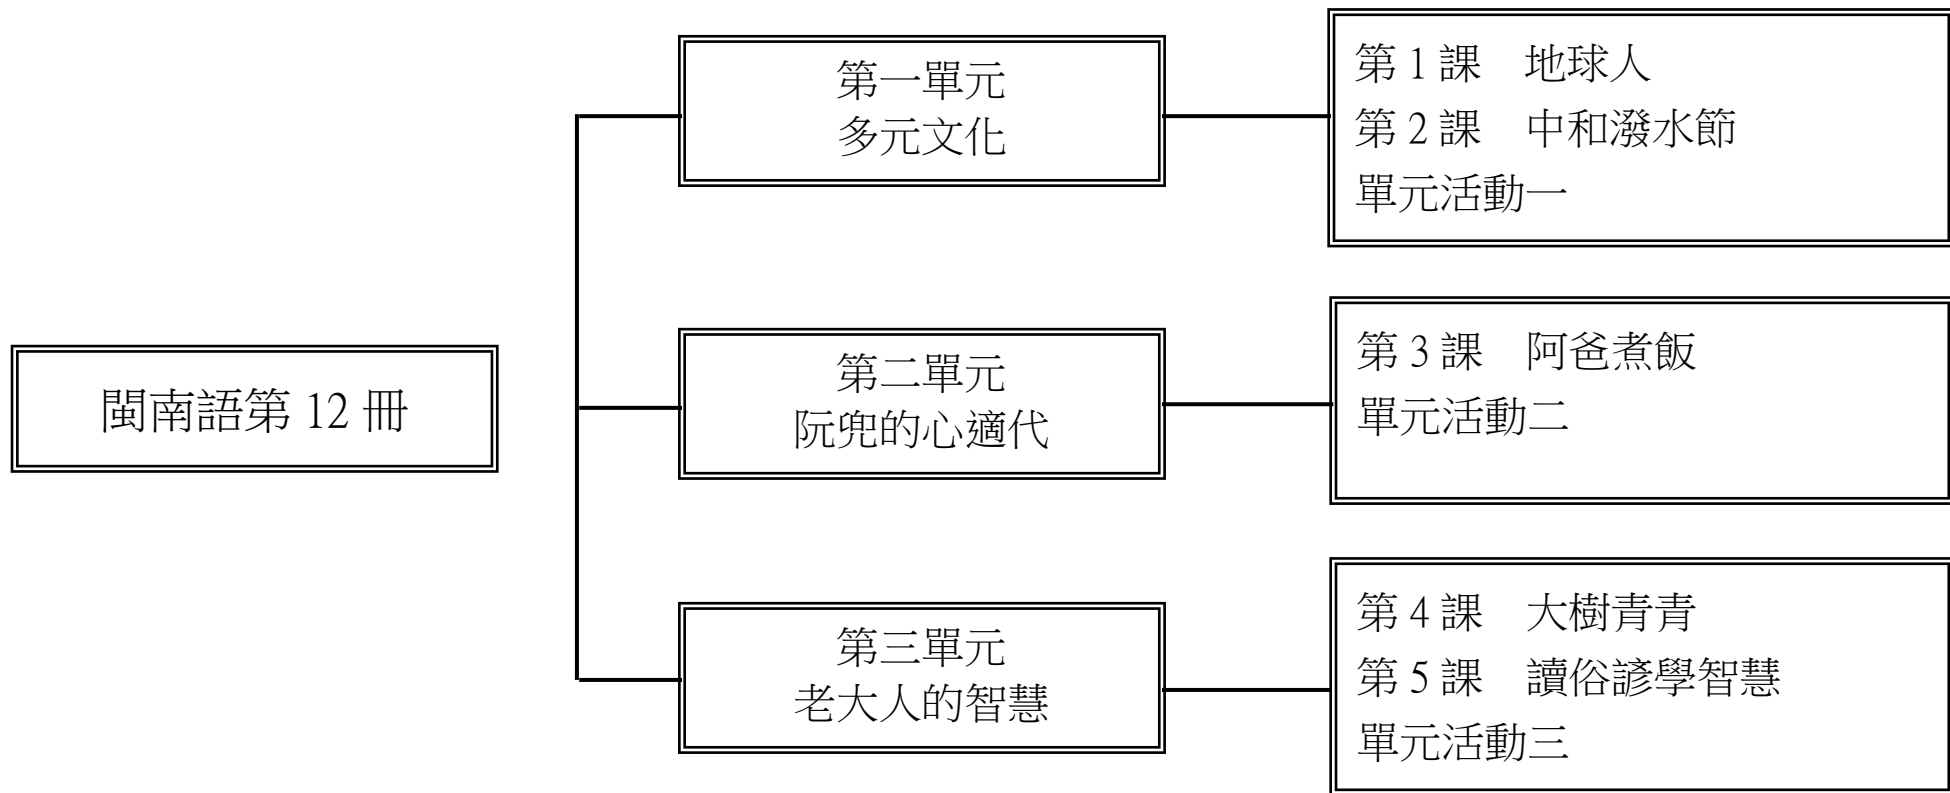 閩南語第 12 冊
第一單元
多元文化
第 1 課　地球人
第 2 課　中和潑水節
單元活動一
第二單元
阮兜的心適代
第 3 課　阿爸煮飯
單元活動二
第三單元
老大人的智慧
第 4 課　大樹青青
第 5 課　讀俗諺學智慧
單元活動三